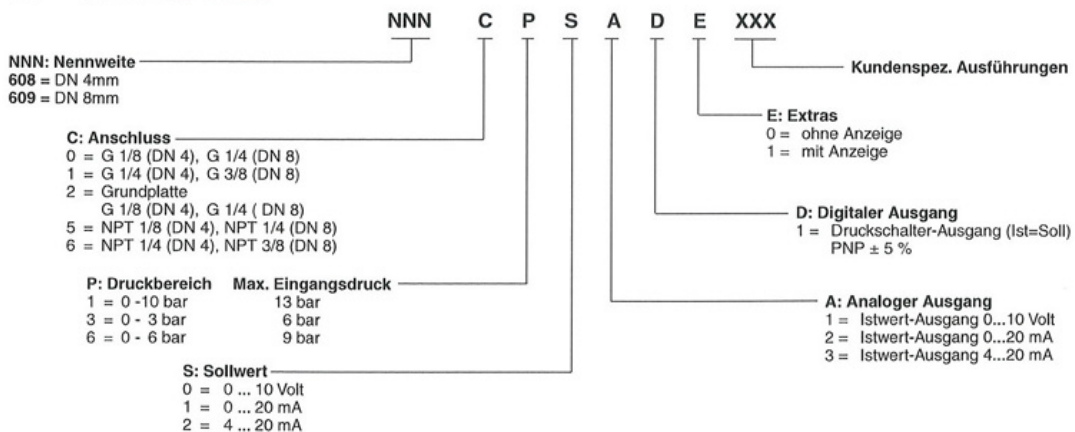 NNN C P S A D E XXX
NNN: Nennweite
608 = DN 4mm
609 = DN 8mm
Kundenspez. Ausführungen
E: Extras
0 = ohne Anzeige
1 = mit Anzeige
C: Anschluss
0 = G 1/8 (DN 4), G 1/4 (DN 8)
1 = G 1/4 (DN 4), G 3/8 (DN 8)
2 = Grundplatte
G 1/8 (DN 4), G 1/4 ( DN 8)
5 = NPT 1/8 (DN 4), NPT 1/4 (DN 8)
6 = NPT 1/4 (DN 4), NPT 3/8 (DN 8)
D: Digitaler Ausgang
1 = Druckschalter-Ausgang (Ist=Soll)
PNP ± 5 %
P: Druckbereich Max. Eingangsdruck
1 = 0 -10 bar 13 bar
3 = 0 - 3 bar 6 bar
6 = 0 - 6 bar 9 bar
A: Analoger Ausgang
1 = Istwert-Ausgang 0...10 Volt
2 = Istwert-Ausgang 0...20 mA
3 = Istwert-Ausgang 4...20 mA
S: Sollwert
0 = 0 ... 10 Volt
1 = 0 ... 20 mA
2 = 4 ... 20 mA